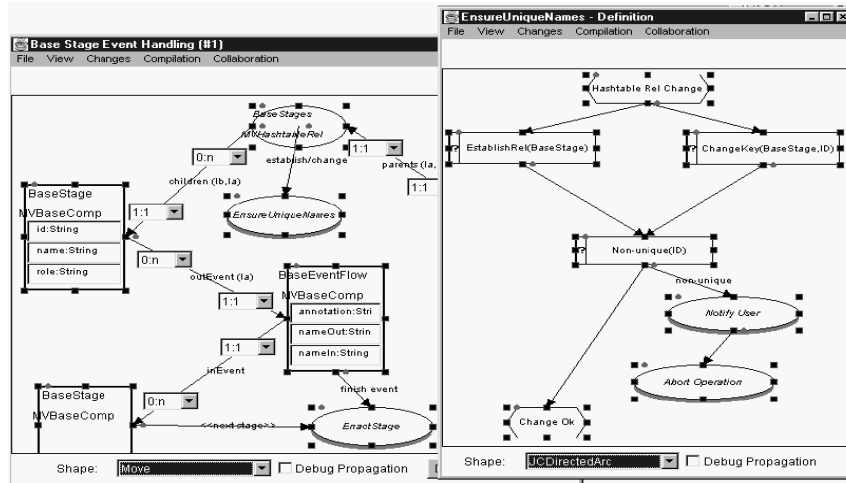 Base Stage Event Handling (#1)
File View Changes Compilation Collaboration
BaseStages
MVHashtableRel
0:n
establish/change
1:1
parents (Ia,
1:1
children (Ib,Ia)
BaseStage
MVBaseComp
id:String
name:String
role:String
1:1
EnsureUniqueNames
0:n
outEvent (Ia)
1:1
BaseEventFlow
MVBaseComp
annotation:Stri
nameOut:Strin
nameIn:String
1:1
inEvent
finish event
BaseStage
MVBaseComp
0:n
<<next stage>>
EnactStage
Shape: Move Debug Propagation
EnsureUniqueNames - Definition
File View Changes Compilation Collaboration
Hashtable Rel Change
? EstablishRel(BaseStage)
? ChangeKey(BaseStage,ID)
? Non-unique(ID)
non-unique
Notify User
Abort Operation
Change Ok
Shape: JCDirectedArc Debug Propagation